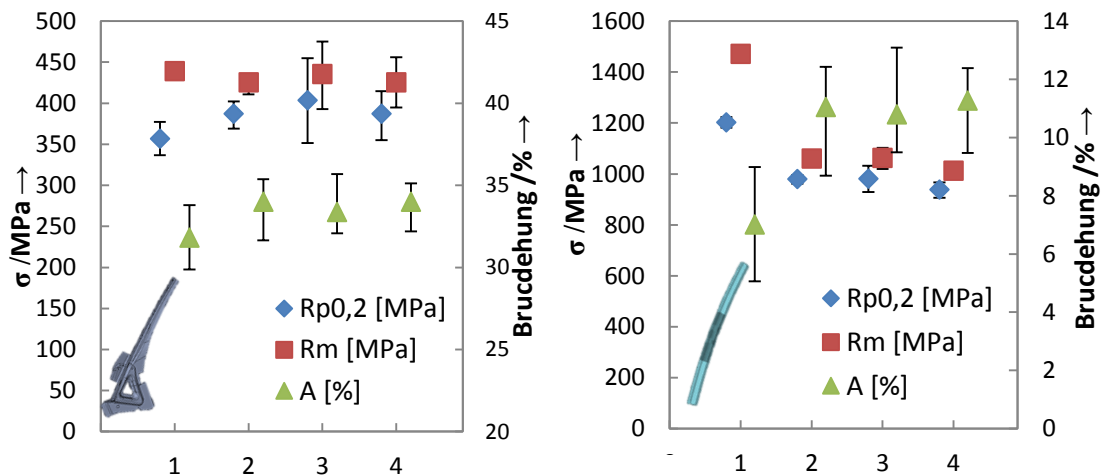 500
450
400
350
300
250
200
150
100
50
0
σ /MPa →
45
40
35
30
25
20
Brucdehung /% →
Rp0,2 [MPa]
Rm [MPa]
A [%]
1 2 3 4
1600
1400
1200
1000
800
600
400
200
0
σ /MPa →
14
12
10
8
6
4
2
0
Brucdehung /% →
Rp0,2 [MPa]
Rm [MPa]
A [%]
1 2 3 4